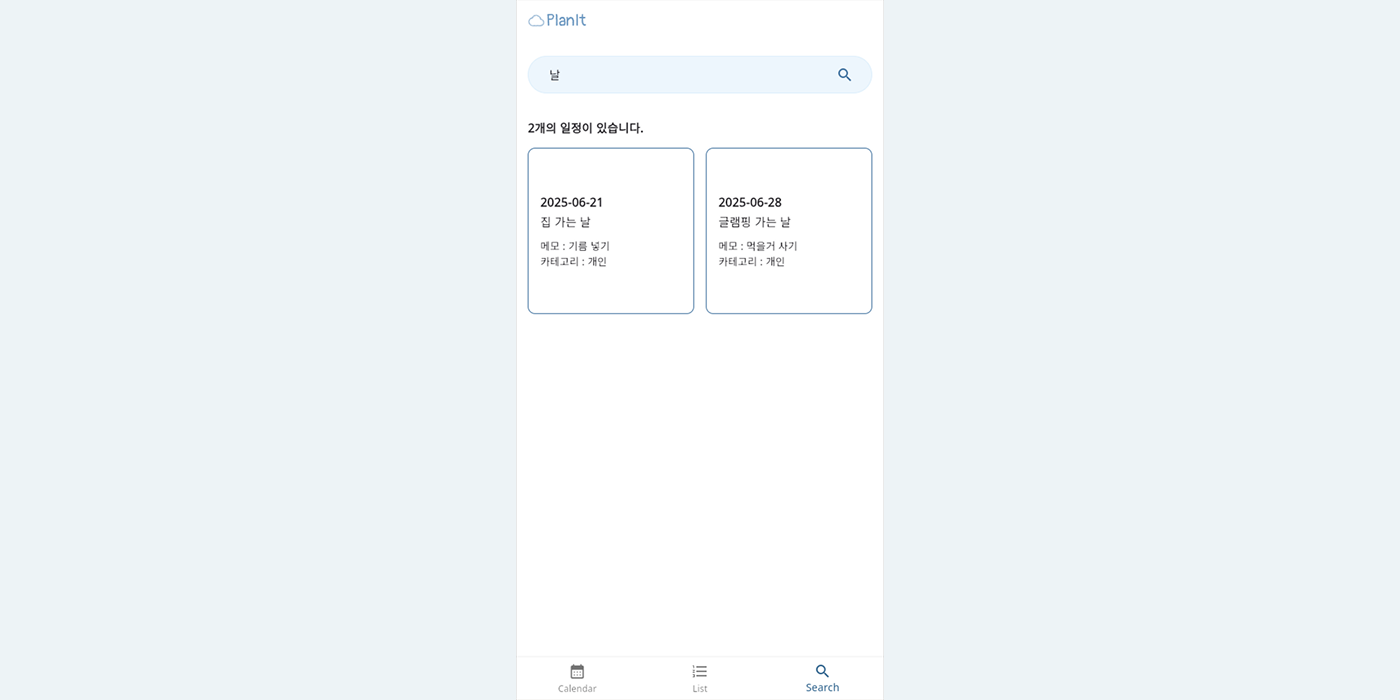 PlanIt
날
2개의 일정이 있습니다.
2025-06-21
집 가는 날
메모 : 기름 넣기
카테고리 : 개인
2025-06-28
글램핑 가는 날
메모 : 먹을거 사기
카테고리 : 개인
Calendar
List
Search